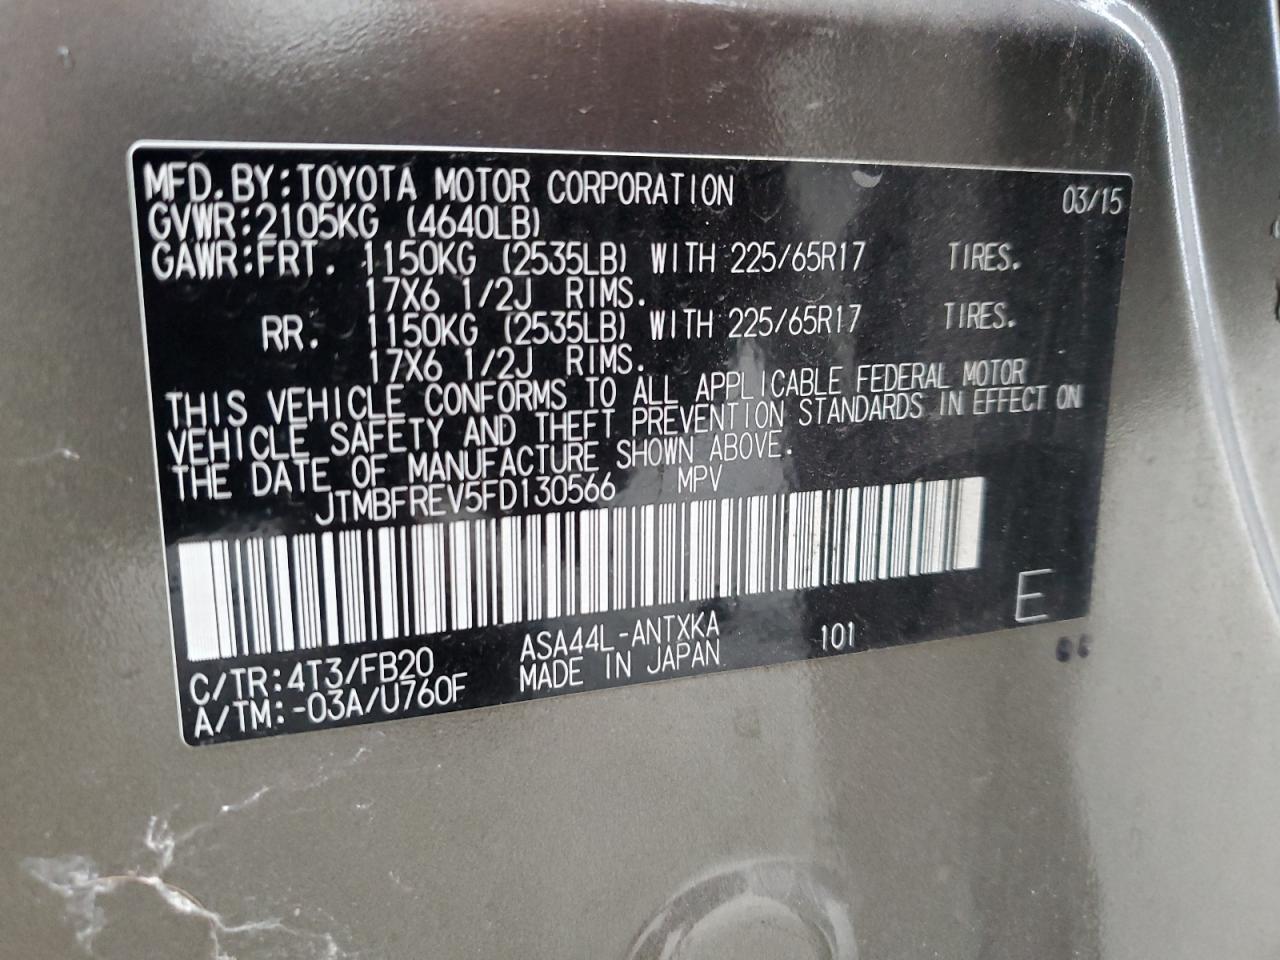 MFD. BY: TOYOTA MOTOR CORPORATION 03/15
GVWR: 2105KG (4640LB)
GAWR: FRT. 1150KG (2535LB) WITH 225/65R17 TIRES.
17X6 1/2J RIMS.
RR. 1150KG (2535LB) WITH 225/65R17 TIRES.
17X6 1/2J RIMS.
THIS VEHICLE CONFORMS TO ALL APPLICABLE FEDERAL MOTOR
VEHICLE SAFETY AND THEFT PREVENTION STANDARDS IN EFFECT ON
THE DATE OF MANUFACTURE SHOWN ABOVE.
JTMBFREV5FD130566 MPV
E
C/TR: 4T3/FB20 ASA44L-ANTXKA 101
A/TM: -03A/U760F MADE IN JAPAN